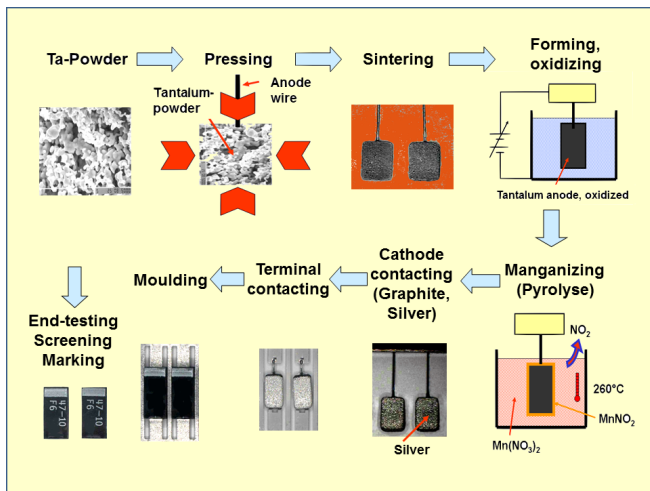 Ta-Powder
Pressing
Sintering
Forming,
oxidizing
Anode
wire
Tantalum-
powder
Tantalum anode, oxidized
Manganizing
(Pyrolyse)
Cathode
contacting
(Graphite,
Silver)
Terminal
contacting
Moulding
End-testing
Screening
Marking
NO₂
260°C
MnNO₂
Mn(NO₃)₂
Silver
47-10
F6
47-10
F6